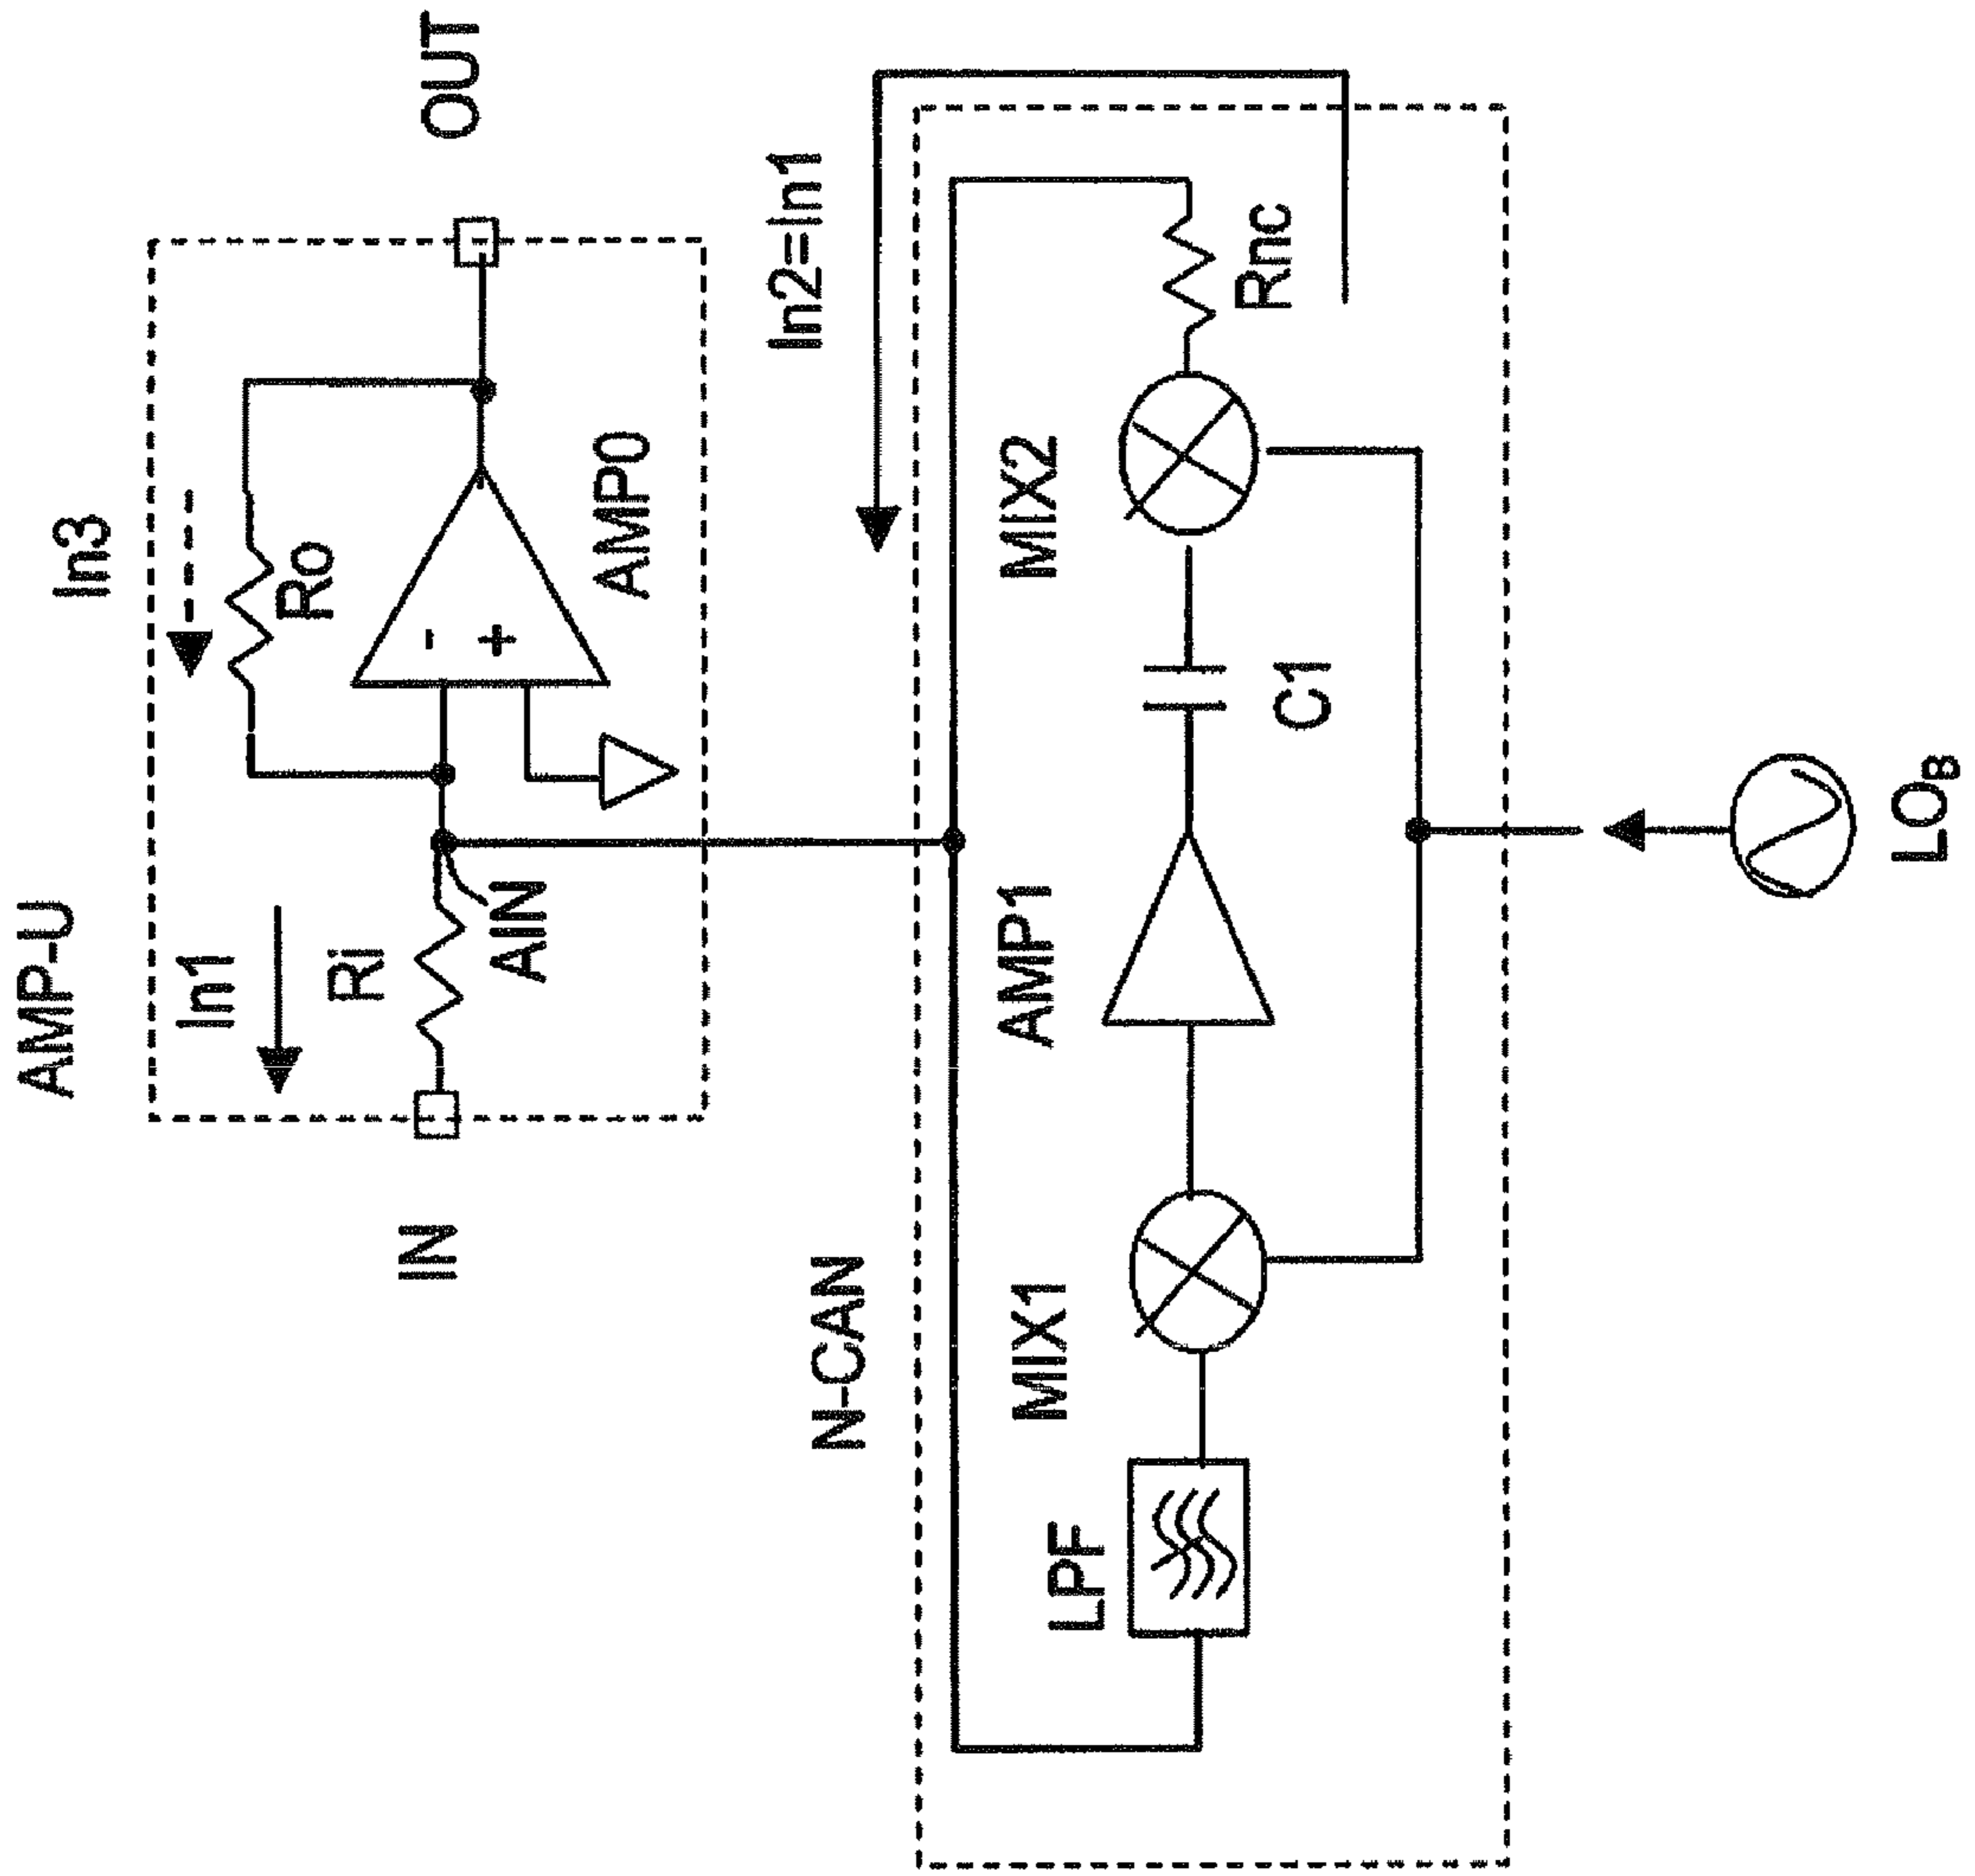 AMP-U
In1
In3
Ri
Ro
AIN
-
+
AMP0
IN
OUT
N-CAN
In2=In1
LPF
MIX1
AMP1
C1
MIX2
Rnc
LOB